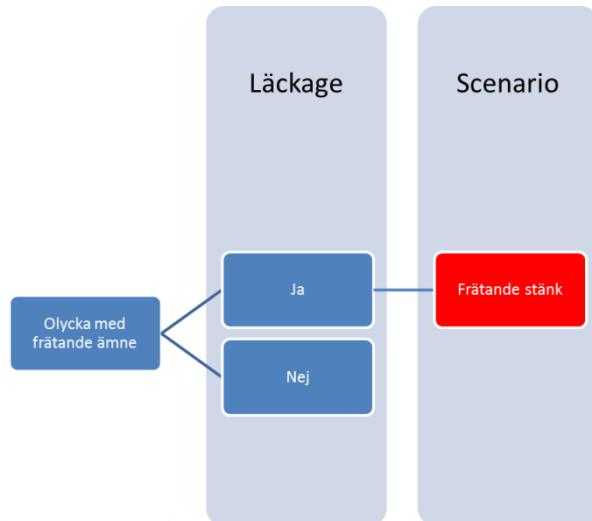 Läckage
Scenario
Ja
Frätande stänk
Olycka med
frätande ämne
Nej